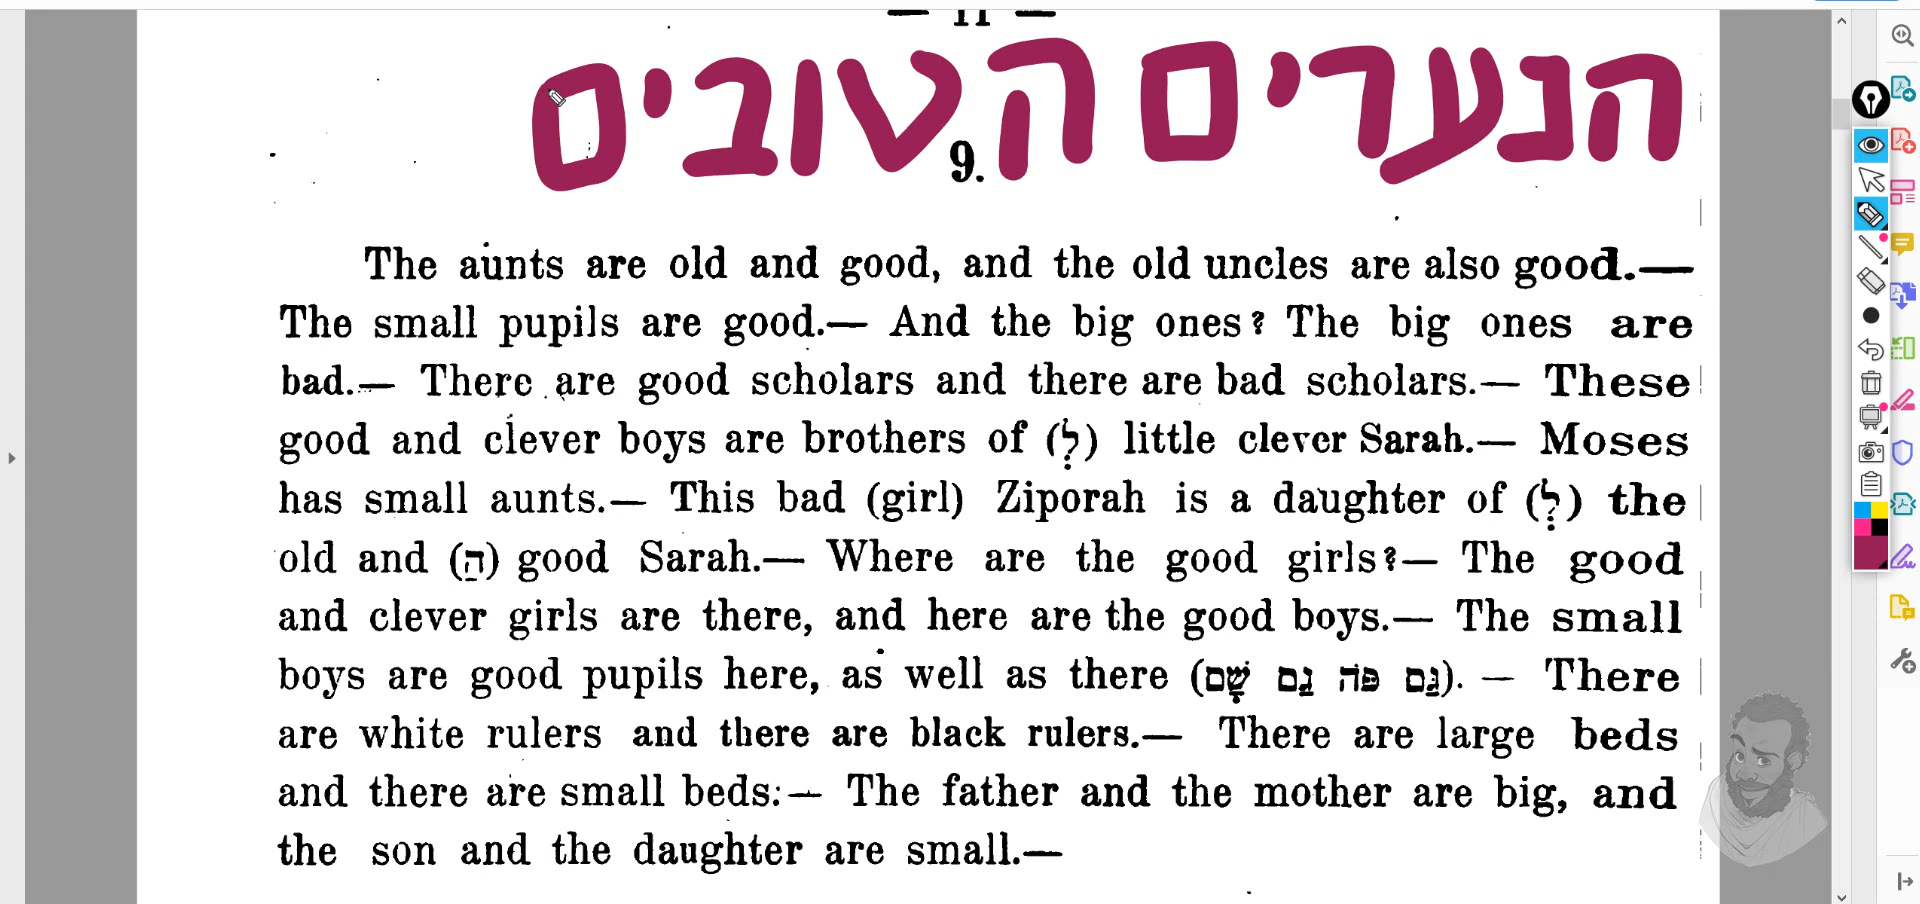 — 11 —
הנערים הטובים
9.
The aunts are old and good, and the old uncles are also good.—
The small pupils are good.— And the big ones? The big ones are
bad.— There are good scholars and there are bad scholars.— These
good and clever boys are brothers of (לְ) little clever Sarah.— Moses
has small aunts.— This bad (girl) Ziporah is a daughter of (לְ) the
old and (הַ) good Sarah.— Where are the good girls?— The good
and clever girls are there, and here are the good boys.— The small
boys are good pupils here, as well as there (גַּם פֹּה גַּם שָׁם). — There
are white rulers and there are black rulers.— There are large beds
and there are small beds:— The father and the mother are big, and
the son and the daughter are small.—